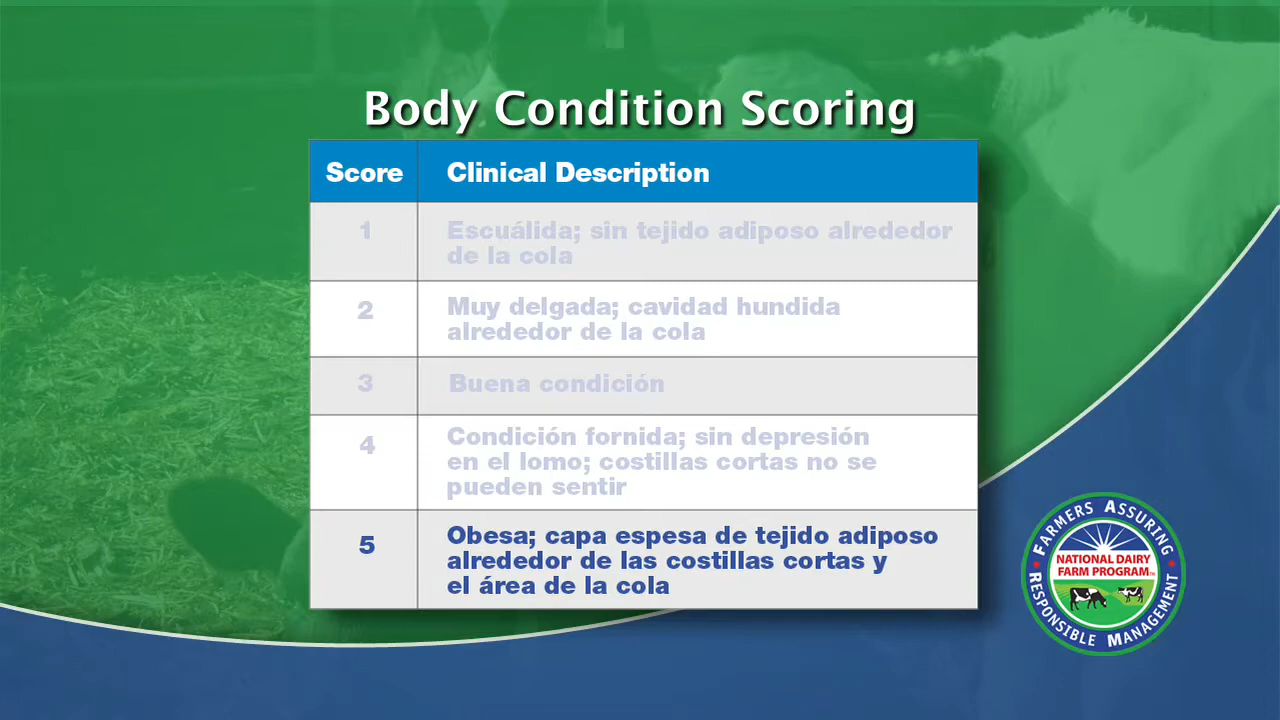 Body Condition Scoring
Score Clinical Description
1 Escuálida; sin tejido adiposo alrededor
de la cola
2 Muy delgada; cavidad hundida
alrededor de la cola
3 Buena condición
4 Condición fornida; sin depresión
en el lomo; costillas cortas no se
pueden sentir
5 Obesa; capa espesa de tejido adiposo
alrededor de las costillas cortas y
el área de la cola
FARMERS ASSURING
NATIONAL DAIRY
FARM PROGRAM™
RESPONSIBLE MANAGEMENT